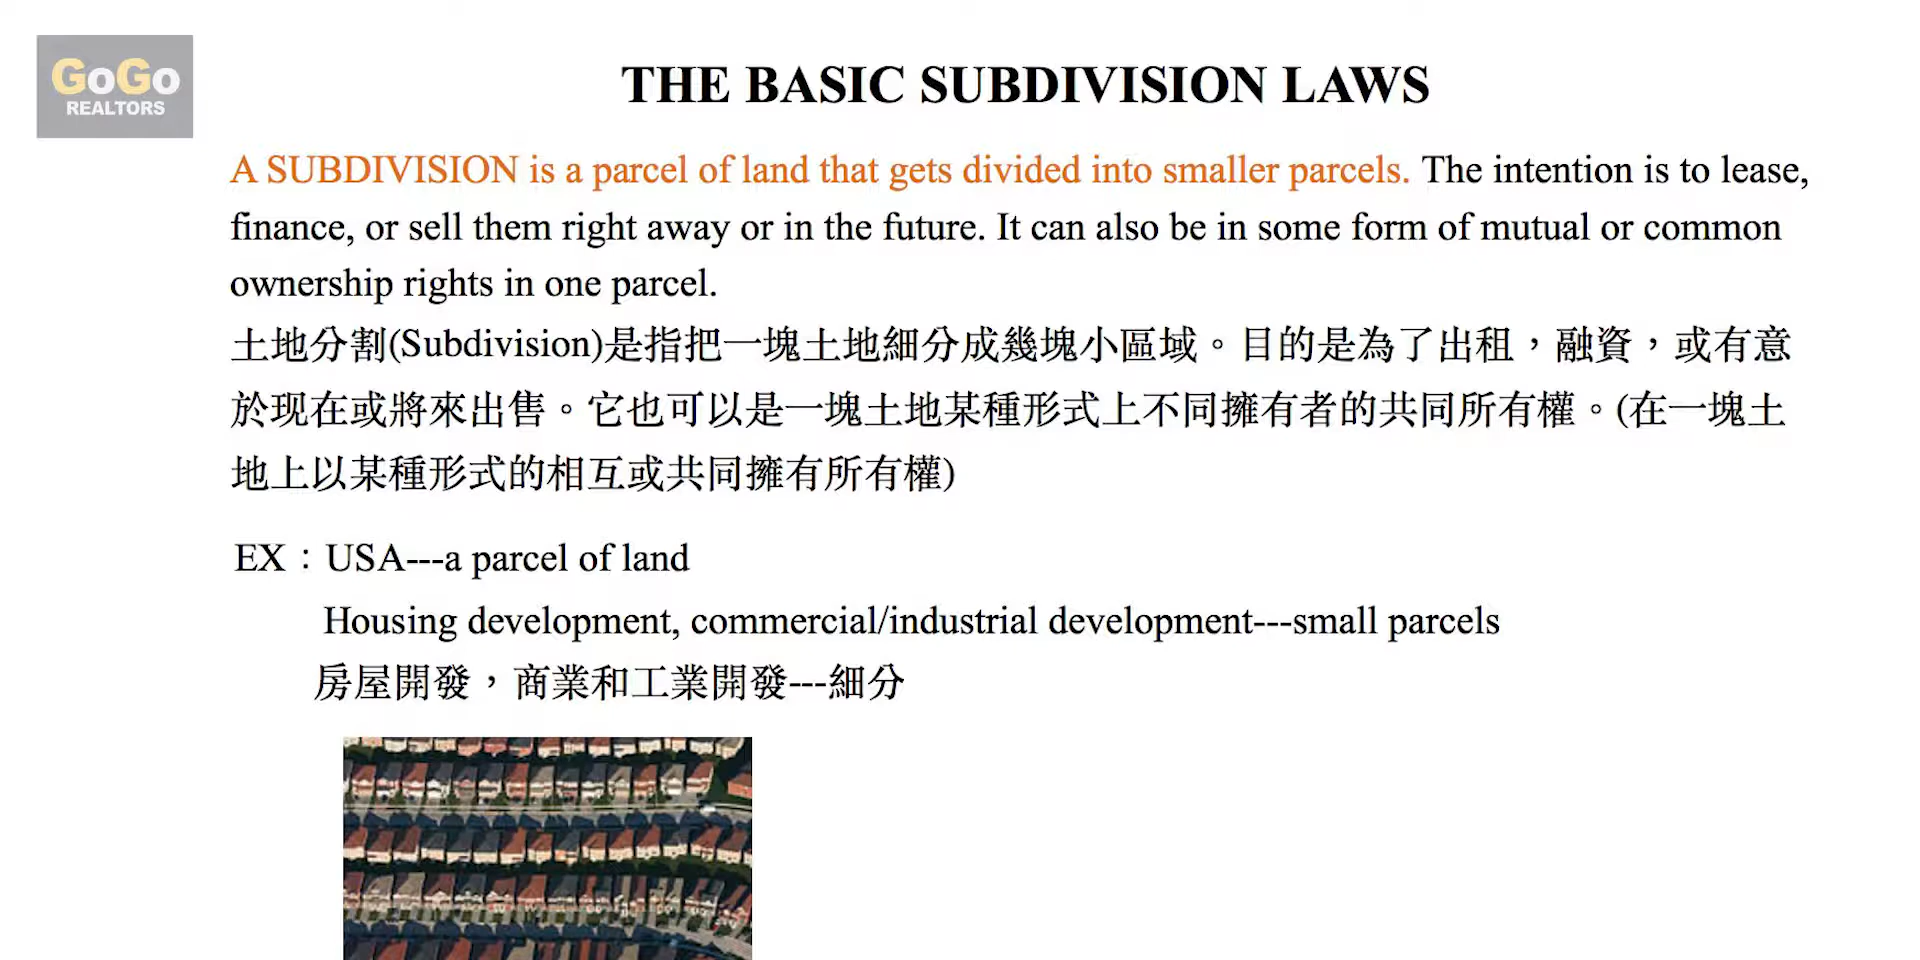 GoGo
REALTORS
THE BASIC SUBDIVISION LAWS
A SUBDIVISION is a parcel of land that gets divided into smaller parcels. The intention is to lease,
finance, or sell them right away or in the future. It can also be in some form of mutual or common
ownership rights in one parcel.
土地分割(Subdivision)是指把一塊土地細分成幾塊小區域。目的是為了出租，融資，或有意
於现在或將來出售。它也可以是一塊土地某種形式上不同擁有者的共同所有權。(在一塊土
地上以某種形式的相互或共同擁有所有權)
EX：USA---a parcel of land
Housing development, commercial/industrial development---small parcels
房屋開發，商業和工業開發---細分